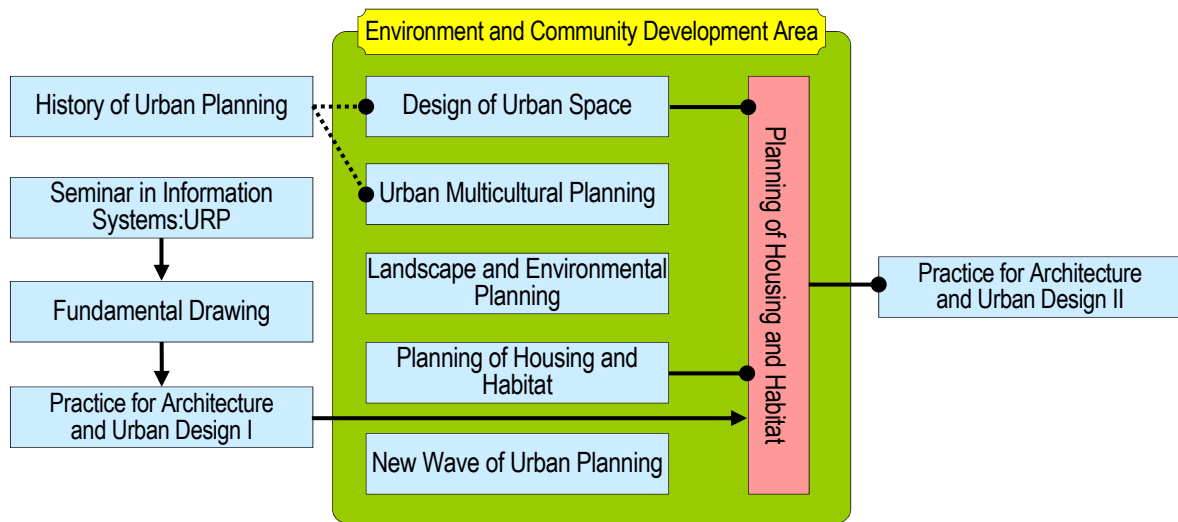 Environment and Community Development Area
History of Urban Planning
Design of Urban Space
Seminar in Information
Systems:URP
Urban Multicultural Planning
Fundamental Drawing
Landscape and Environmental
Planning
Planning of Housing and
Habitat
Practice for Architecture
and Urban Design I
New Wave of Urban Planning
Planning of Housing and Habitat
Practice for Architecture
and Urban Design II